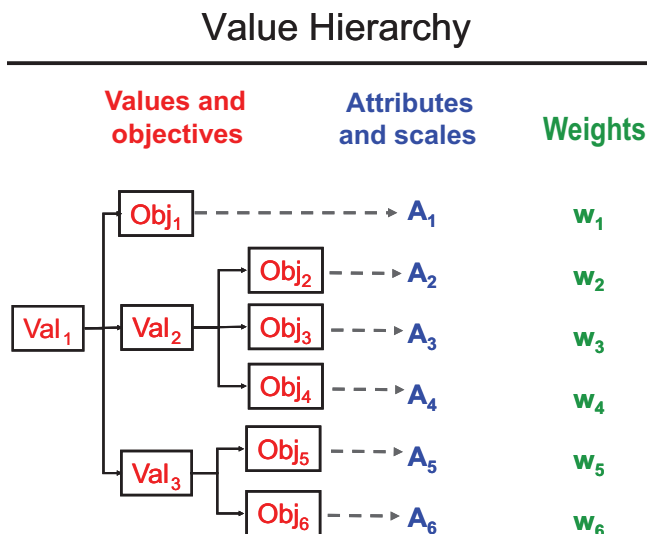 Value Hierarchy
Values and objectives
Attributes and scales
Weights
Obj₁ A₁ w₁
Obj₂ A₂ w₂
Val₁ Val₂ Obj₃ A₃ w₃
Obj₄ A₄ w₄
Val₃ Obj₅ A₅ w₅
Obj₆ A₆ w₆